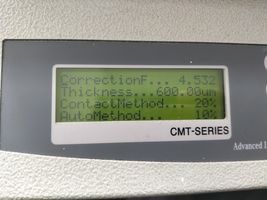 CorrectionF... 4.532
Thickness...600.00um
ContactMethod... 20%
AutoMethod... 10%
CMT-SERIES
Advanced I